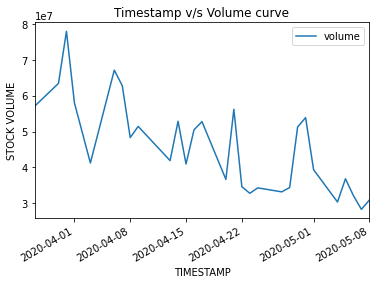 Timestamp v/s Volume curve
1e7
volume
8
7
6
5
4
3
STOCK VOLUME
2020-04-01
2020-04-08
2020-04-15
2020-04-22
2020-05-01
2020-05-08
TIMESTAMP